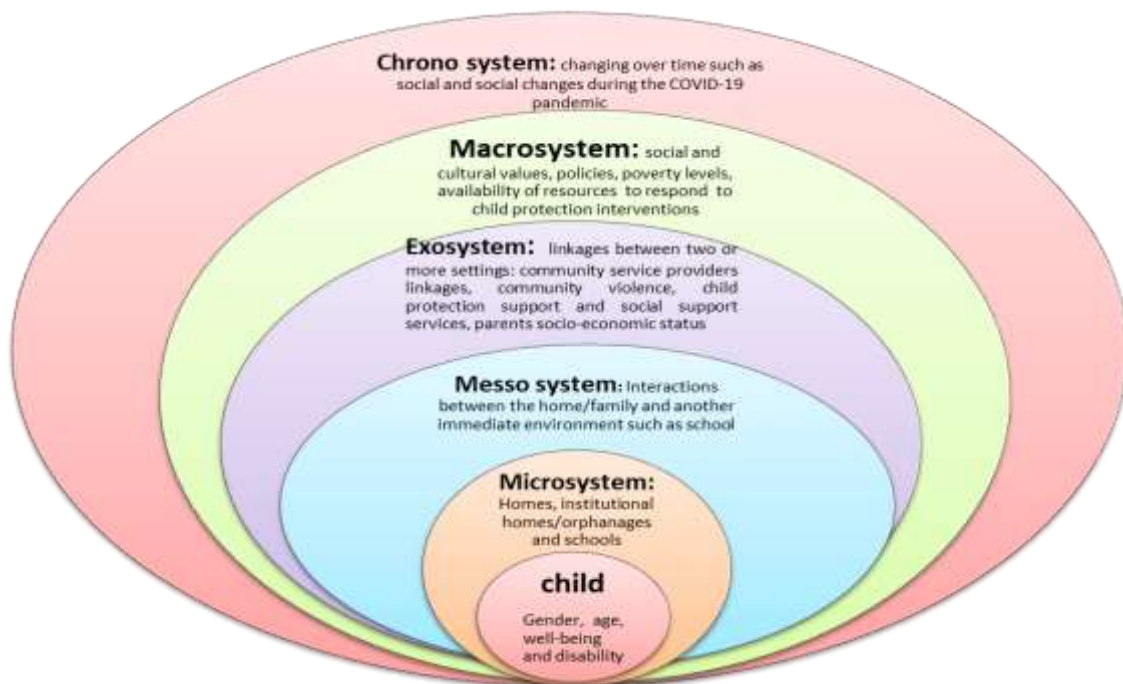 Chrono system: changing over time such as
social and social changes during the COVID-19
pandemic
Macrosystem: social and
cultural values, policies, poverty levels,
availability of resources to respond to
child protection interventions
Exosystem: linkages between two or
more settings: community service providers
linkages, community violence, child
protection support and social support
services, parents socio-economic status
Messo system: Interactions
between the home/family and another
immediate environment such as school
Microsystem:
Homes, institutional
homes/orphanages
and schools
child
Gender, age,
well-being
and disability